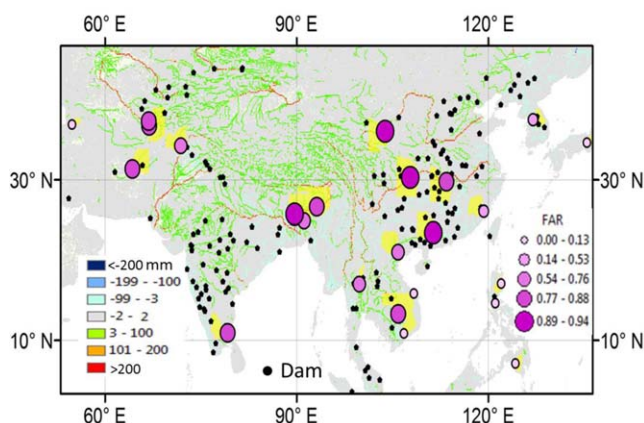 60° E 90° E 120° E
30° N 30° N
FAR
0.00 - 0.13
0.14 - 0.53
0.54 - 0.76
0.77 - 0.88
0.89 - 0.94
<-200 mm
-199 - -100
-99 - -3
-2 - 2
3 - 100
101 - 200
>200
10° N 10° N
Dam
60° E 90° E 120° E